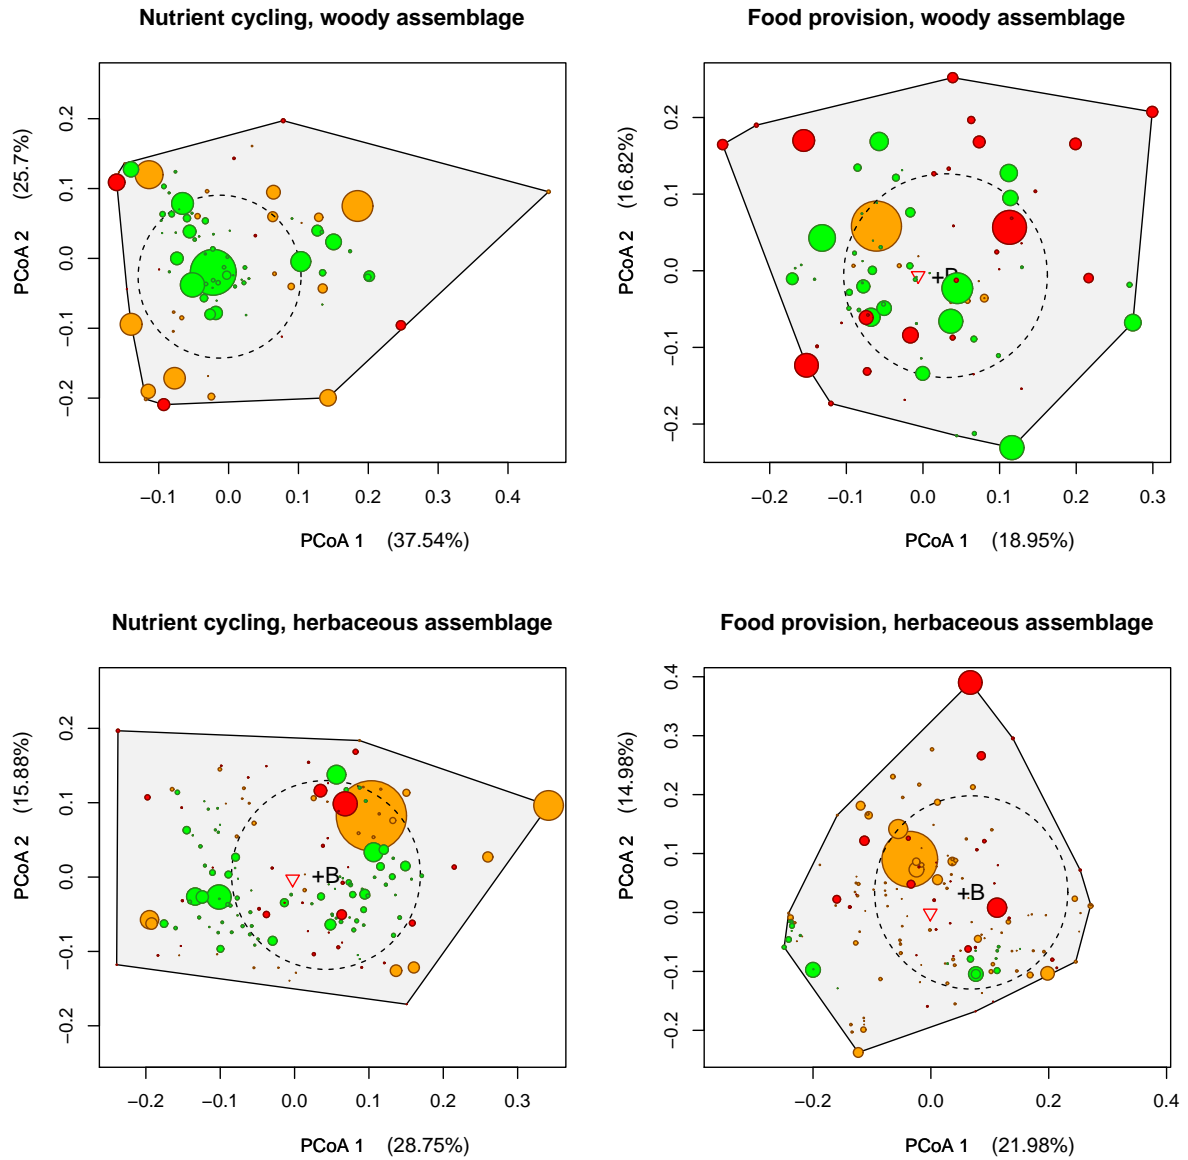 Nutrient cycling, woody assemblage
PCoA 2 (25.7%)
0.2
0.1
0.0
−0.1
−0.2
−0.1 0.0 0.1 0.2 0.3 0.4
PCoA 1 (37.54%)
Food provision, woody assemblage
PCoA 2 (16.82%)
0.2
0.1
0.0
−0.1
−0.2
+B
−0.2 −0.1 0.0 0.1 0.2 0.3
PCoA 1 (18.95%)
Nutrient cycling, herbaceous assemblage
PCoA 2 (15.88%)
0.2
0.1
0.0
−0.1
−0.2
+B
−0.2 −0.1 0.0 0.1 0.2 0.3
PCoA 1 (28.75%)
Food provision, herbaceous assemblage
PCoA 2 (14.98%)
0.4
0.3
0.2
0.1
0.0
−0.1
−0.2
+B
−0.2 0.0 0.2 0.4
PCoA 1 (21.98%)